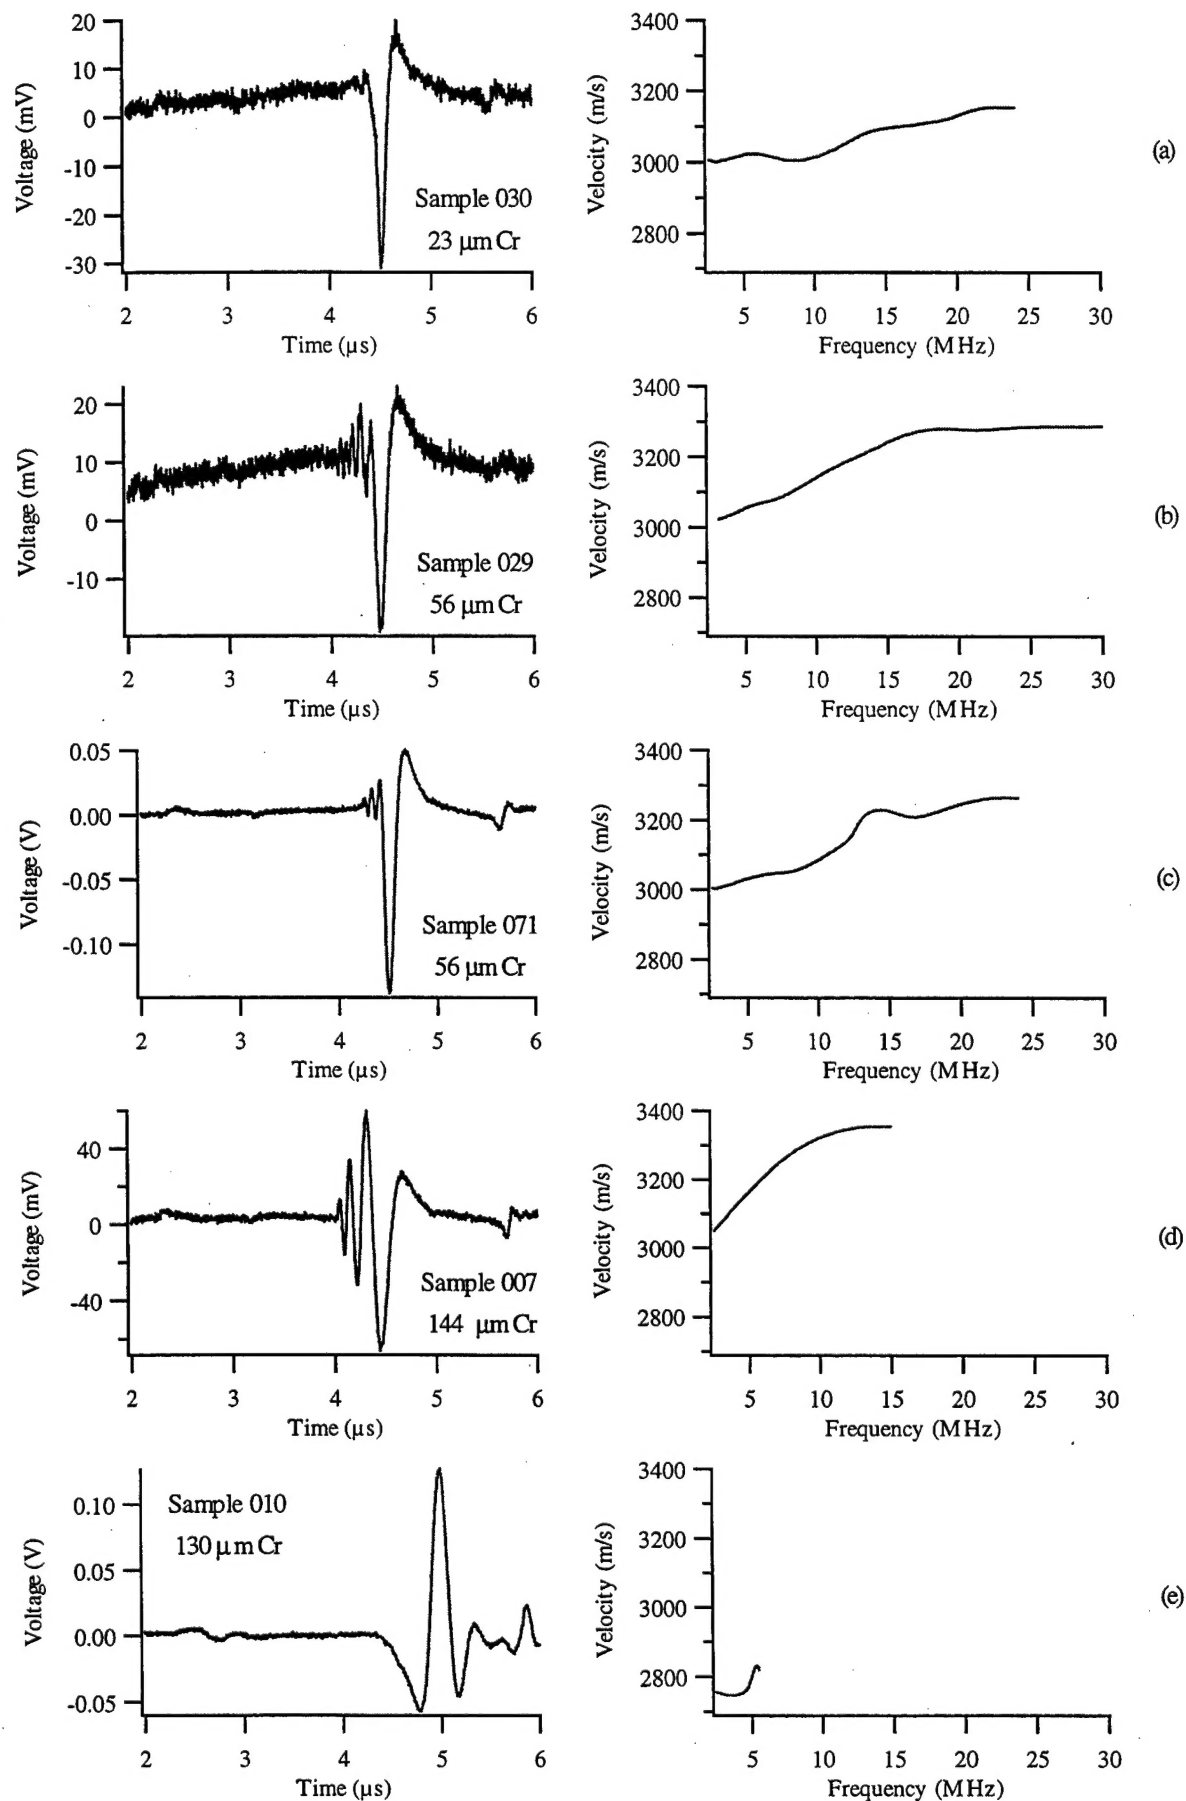 20
10
0
-10
-20
-30
Voltage (mV)
Sample 030
23 µm Cr
2 3 4 5 6
Time (µs)
3400
3200
3000
2800
Velocity (m/s)
5 10 15 20 25 30
Frequency (MHz)
(a)
20
10
0
-10
Voltage (mV)
Sample 029
56 µm Cr
2 3 4 5 6
Time (µs)
3400
3200
3000
2800
Velocity (m/s)
5 10 15 20 25 30
Frequency (MHz)
(b)
0.05
0.00
-0.05
-0.10
Voltage (V)
Sample 071
56 µm Cr
2 3 4 5 6
Time (µs)
3400
3200
3000
2800
Velocity (m/s)
5 10 15 20 25 30
Frequency (MHz)
(c)
40
0
-40
Voltage (mV)
Sample 007
144 µm Cr
2 3 4 5 6
Time (µs)
3400
3200
3000
2800
Velocity (m/s)
5 10 15 20 25 30
Frequency (MHz)
(d)
0.10
0.05
0.00
-0.05
Voltage (V)
Sample 010
130 µm Cr
2 3 4 5 6
Time (µs)
3400
3200
3000
2800
Velocity (m/s)
5 10 15 20 25 30
Frequency (MHz)
(e)